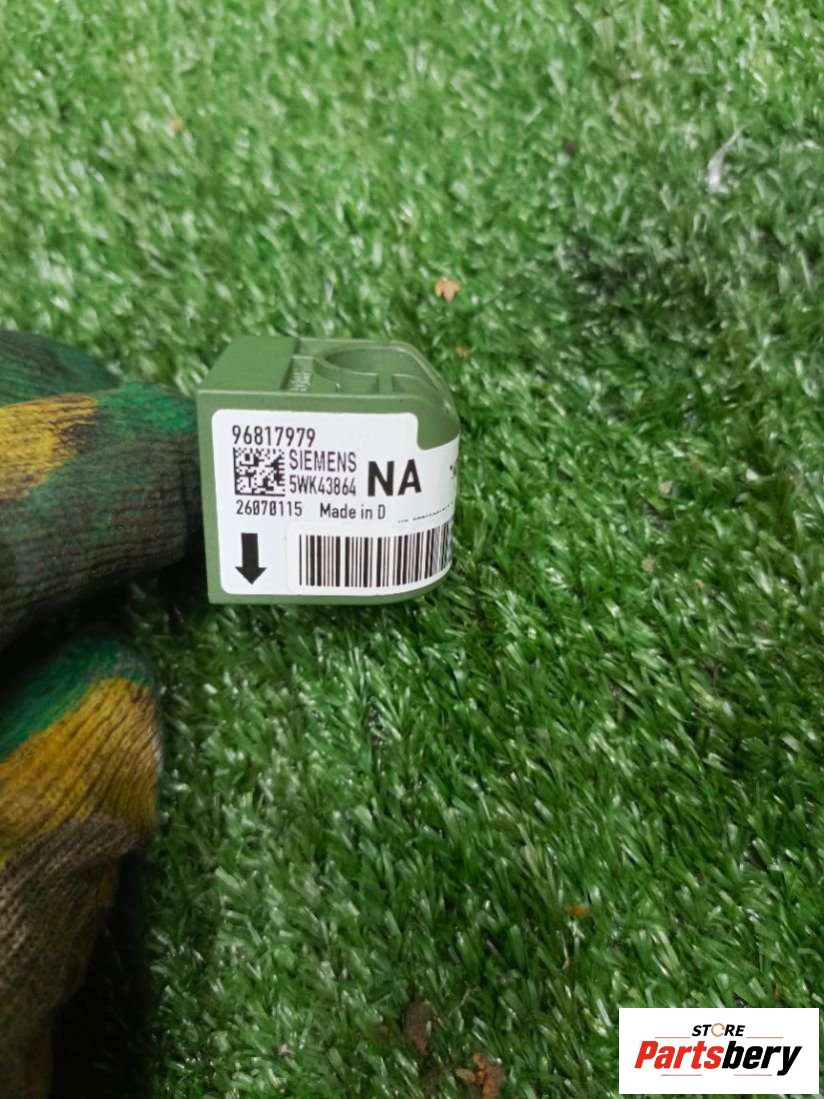 96817979
SIEMENS
5WK43864 NA
26070115 Made in D
STORE
Partsbery